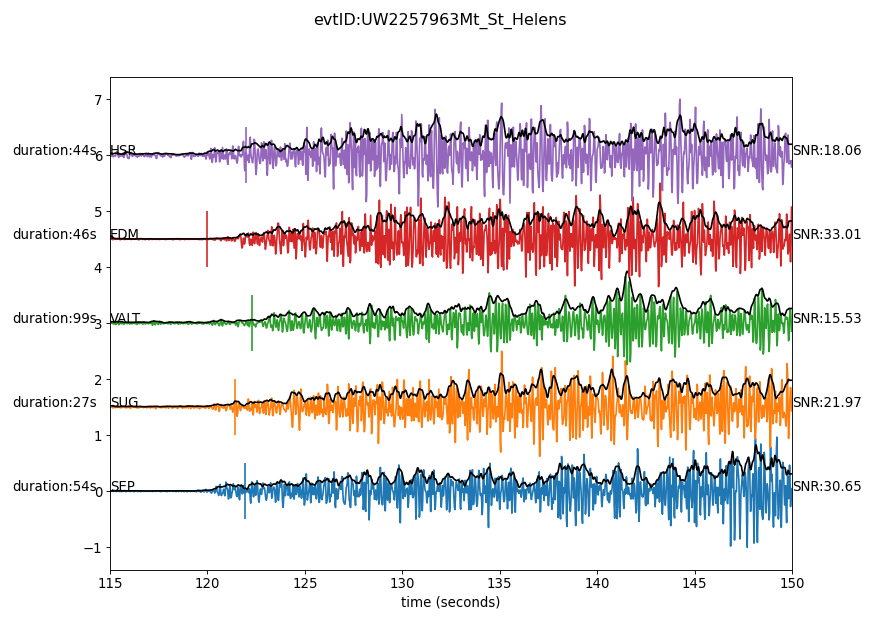 evtID:UW2257963Mt_St_Helens
7
duration:44s HSR SNR:18.06
6
5
duration:46s EDM SNR:33.01
4
duration:99s VALT SNR:15.53
3
2
duration:27s SUG SNR:21.97
1
duration:54s SEP SNR:30.65
0
−1
115 120 125 130 135 140 145 150
time (seconds)